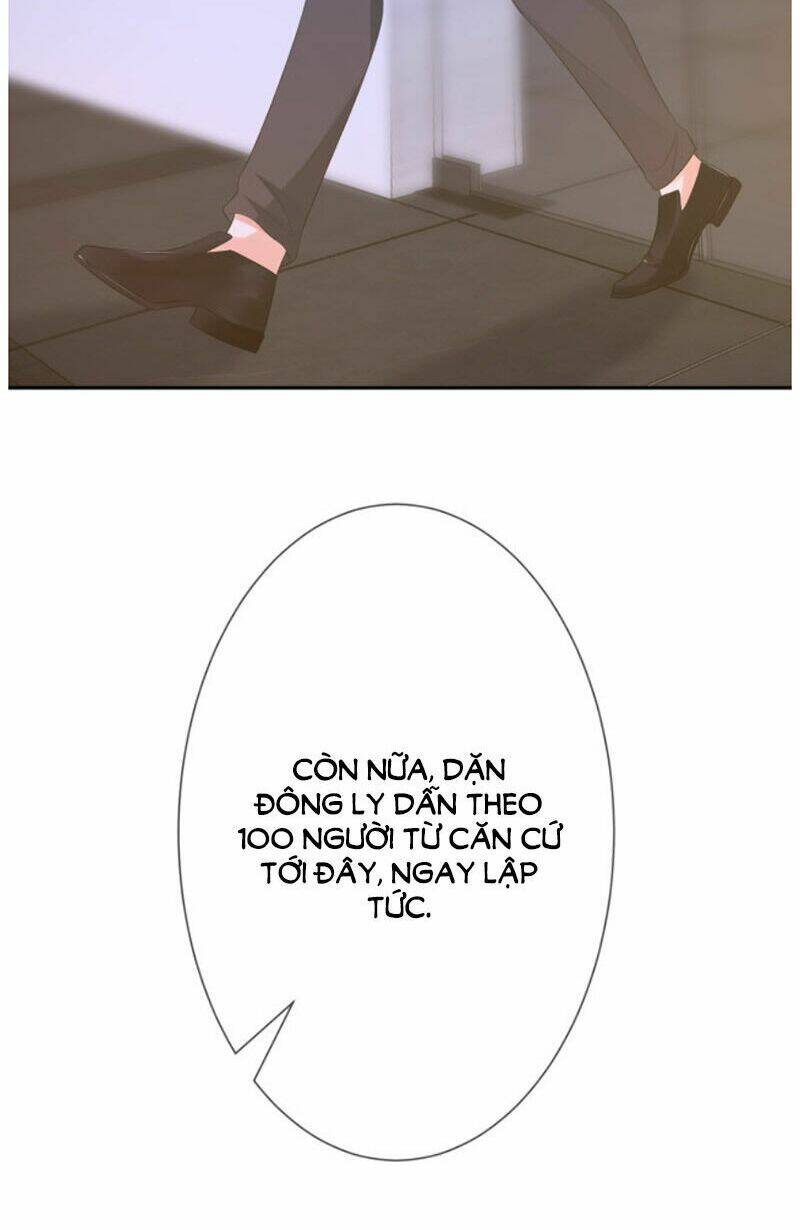 CÒN NỮA, DẶN
ĐÔNG LY DẪN THEO
100 NGƯỜI TỪ CĂN CỨ
TỚI ĐÂY, NGAY LẬP
TỨC.